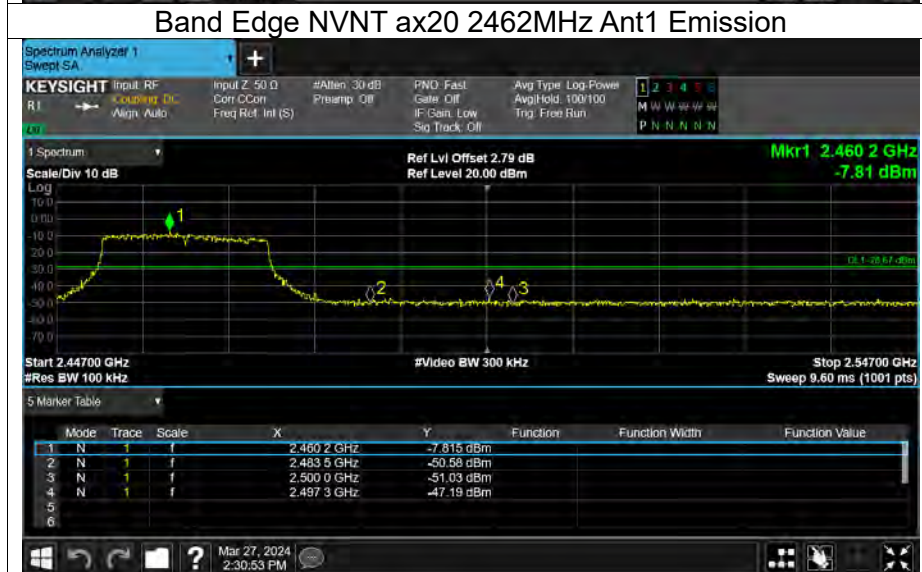 Band Edge NVNT ax20 2462MHz Ant1 Emission
Spectrum Analyzer 1
Swept SA
+
KEYSIGHT Input: RF Input Z: 50 Ω #Atten: 30 dB PNO: Fast Avg Type: Log-Power 1 2 3 4 5 6
R L Coupling: DC Corr CCorr Preamp: Off Gate: Off Avg|Hold: 100/100 M W W W W W
Align: Auto Freq Ref: Int (S) IF Gain: Low Trig: Free Run
Sig Track: Off P N N N N N
1 Spectrum
Scale/Div 10 dB
Ref Lvl Offset 2.79 dB
Ref Level 20.00 dBm
Mkr1 2.460 2 GHz
-7.81 dBm
Log
10.0
0.00
-10.0
-20.0
-30.0
-40.0
-50.0
-60.0
-70.0
1
2
4
3
DL1 -28.67 dBm
Start 2.44700 GHz #Video BW 300 kHz Stop 2.54700 GHz
#Res BW 100 kHz Sweep 9.60 ms (1001 pts)
5 Marker Table
Mode Trace Scale X Y Function Function Width Function Value
1 N 1 f 2.460 2 GHz -7.815 dBm
2 N 1 f 2.483 5 GHz -50.58 dBm
3 N 1 f 2.500 0 GHz -51.03 dBm
4 N 1 f 2.497 3 GHz -47.19 dBm
5
6
? Mar 27, 2024
2:30:53 PM